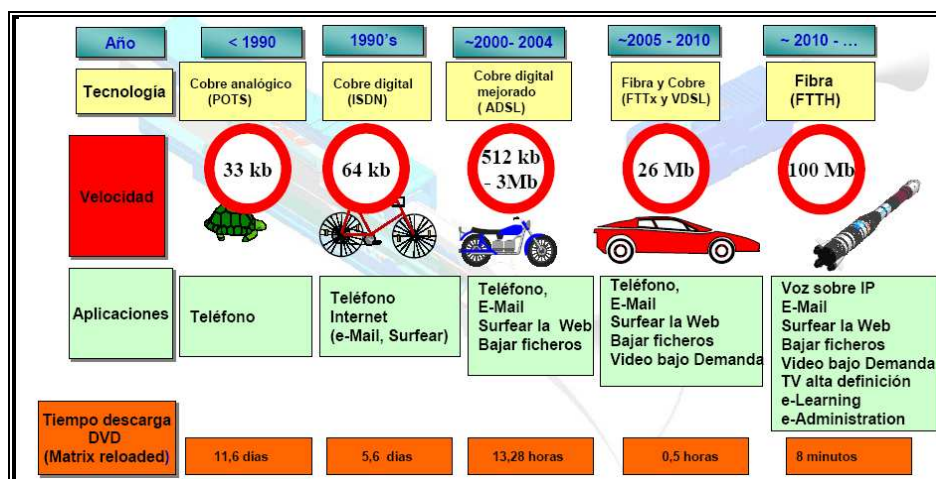 Año
< 1990
1990's
~2000- 2004
~2005 - 2010
~ 2010 - ...
Tecnología
Cobre analógico
(POTS)
Cobre digital
(ISDN)
Cobre digital
mejorado
( ADSL)
Fibra y Cobre
(FTTx y VDSL)
Fibra
(FTTH)
Velocidad
33 kb
64 kb
512 kb
- 3Mb
26 Mb
100 Mb
Aplicaciones
Teléfono
Teléfono
Internet
(e-Mail, Surfear)
Teléfono,
E-Mail
Surfear la Web
Bajar ficheros
Teléfono,
E-Mail
Surfear la Web
Bajar ficheros
Video bajo Demanda
Voz sobre IP
E-Mail
Surfear la Web
Bajar ficheros
Video bajo Demanda
TV alta definición
e-Learning
e-Administration
Tiempo descarga
DVD
(Matrix reloaded)
11,6 dias
5,6 dias
13,28 horas
0,5 horas
8 minutos